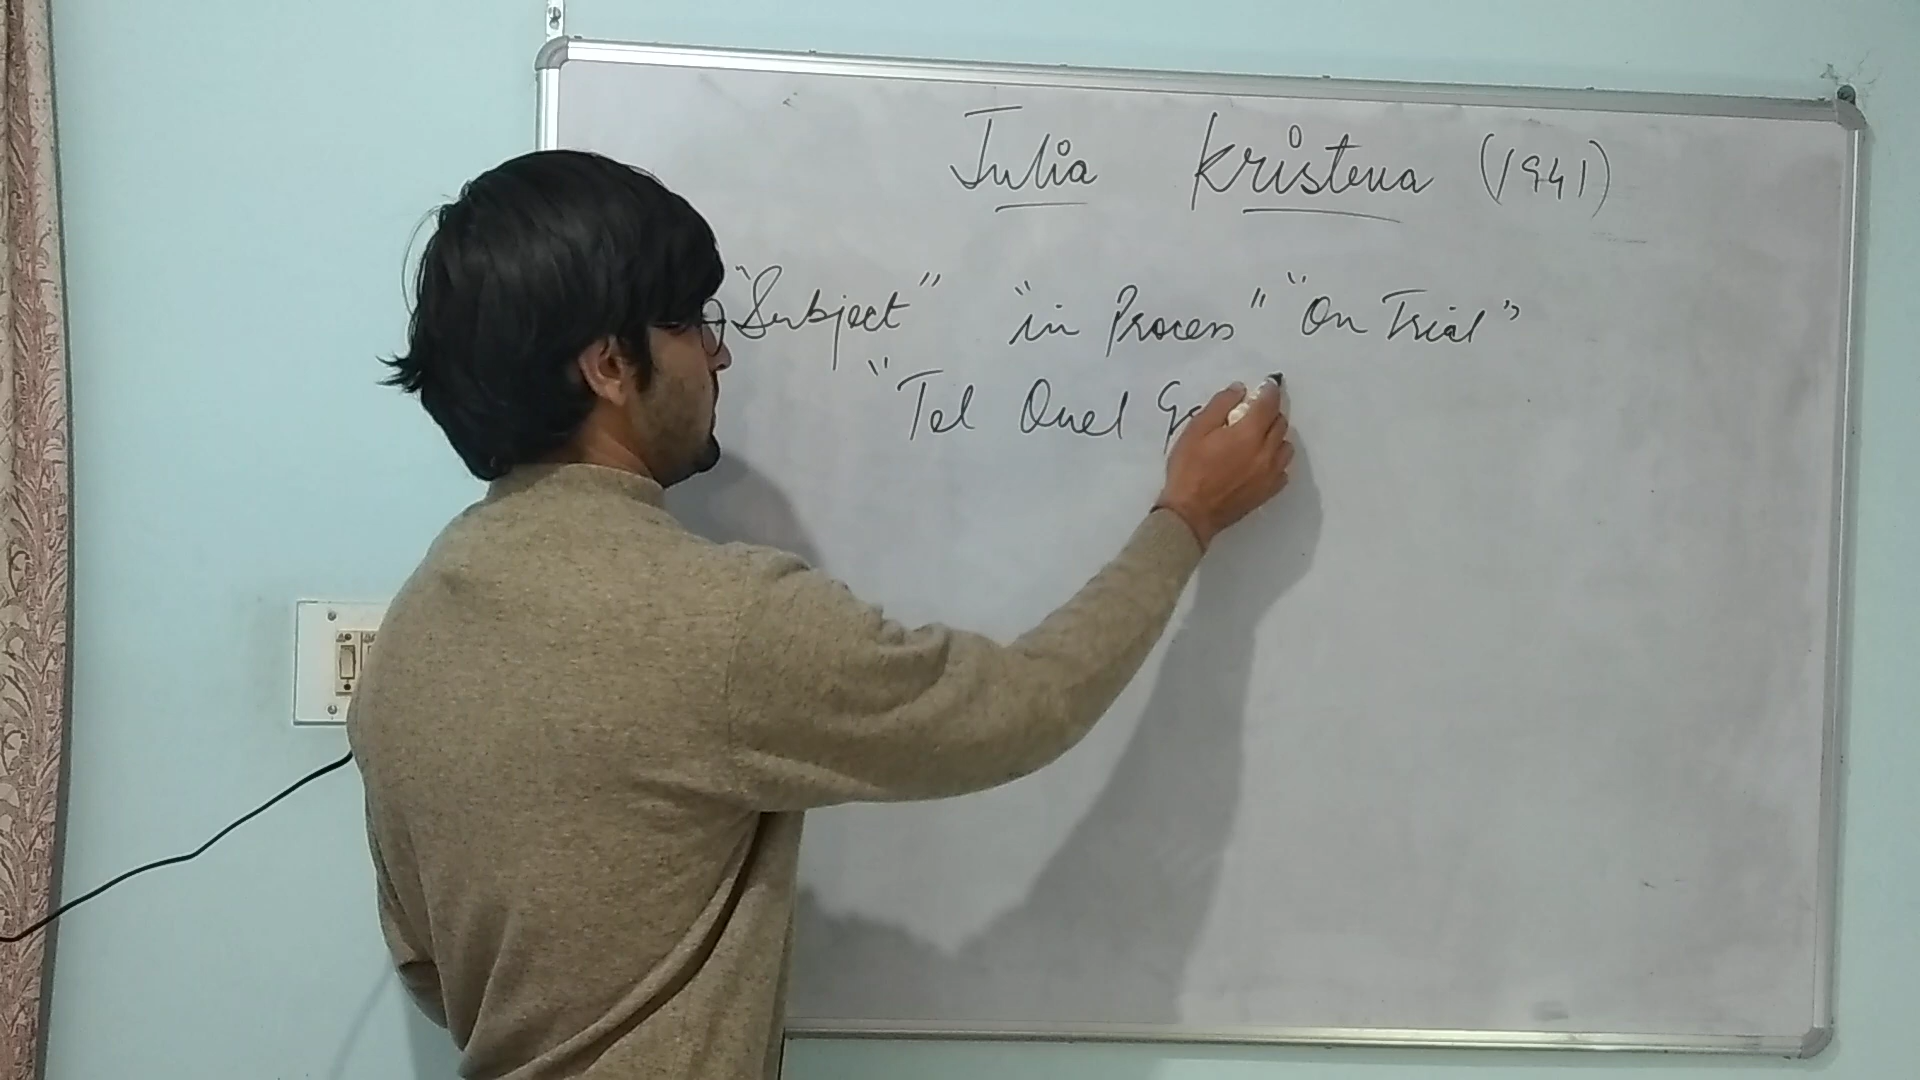 Julia Kristeva (1941)
"Subject" "in Process" "On Trial"
"Tel Quel